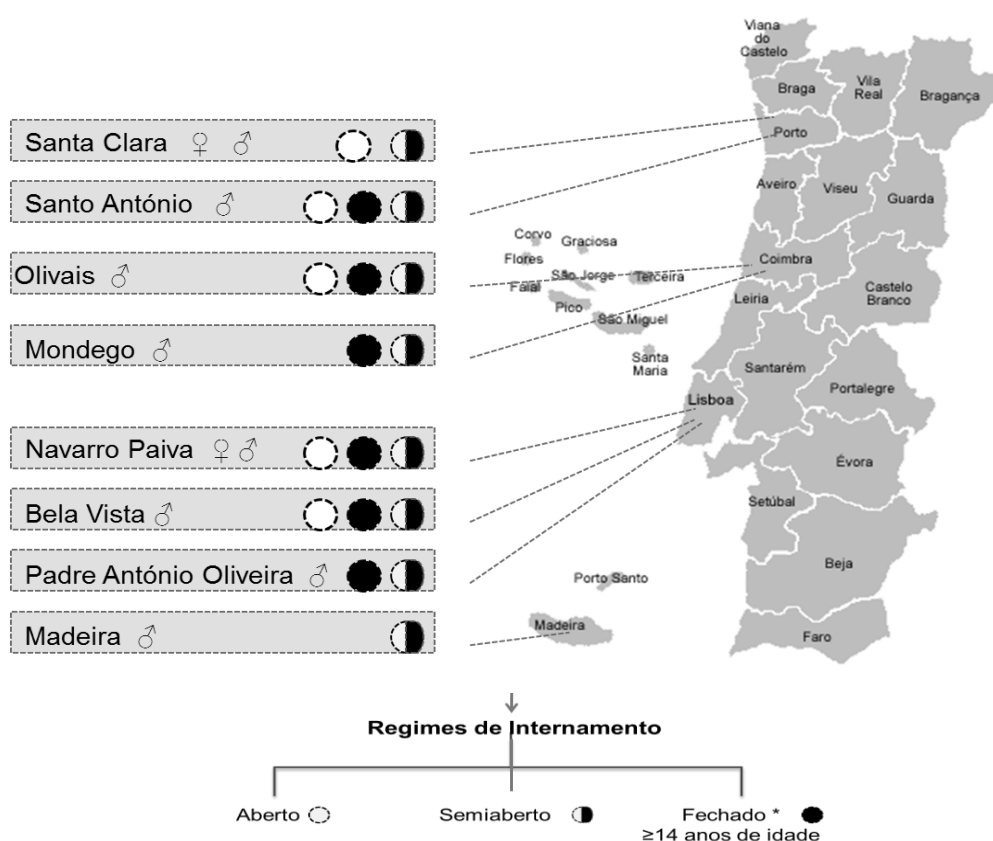 Santa Clara ♀ ♂
Santo António ♂
Olivais ♂
Mondego ♂
Navarro Paiva ♀ ♂
Bela Vista ♂
Padre António Oliveira ♂
Madeira ♂
Viana
do
Castelo
Braga
Vila
Real
Bragança
Porto
Aveiro
Viseu
Guarda
Coimbra
Castelo
Branco
Leiria
Santarém
Portalegre
Lisboa
Évora
Setúbal
Beja
Faro
Corvo
Graciosa
Flores
São Jorge
Terceira
Faial
Pico
São Miguel
Santa
Maria
Porto Santo
Madeira
Regimes de Internamento
Aberto
Semiaberto
Fechado *
≥14 anos de idade